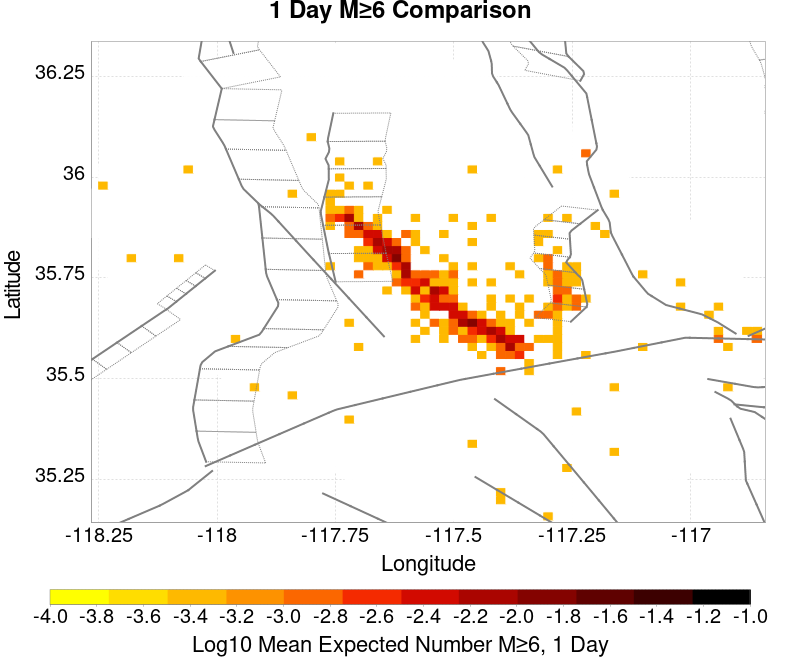 1 Day M≥6 Comparison
36.25
36
35.75
35.5
35.25
Latitude
-118.25 -118 -117.75 -117.5 -117.25 -117
Longitude
-4.0 -3.8 -3.6 -3.4 -3.2 -3.0 -2.8 -2.6 -2.4 -2.2 -2.0 -1.8 -1.6 -1.4 -1.2 -1.0
Log10 Mean Expected Number M≥6, 1 Day